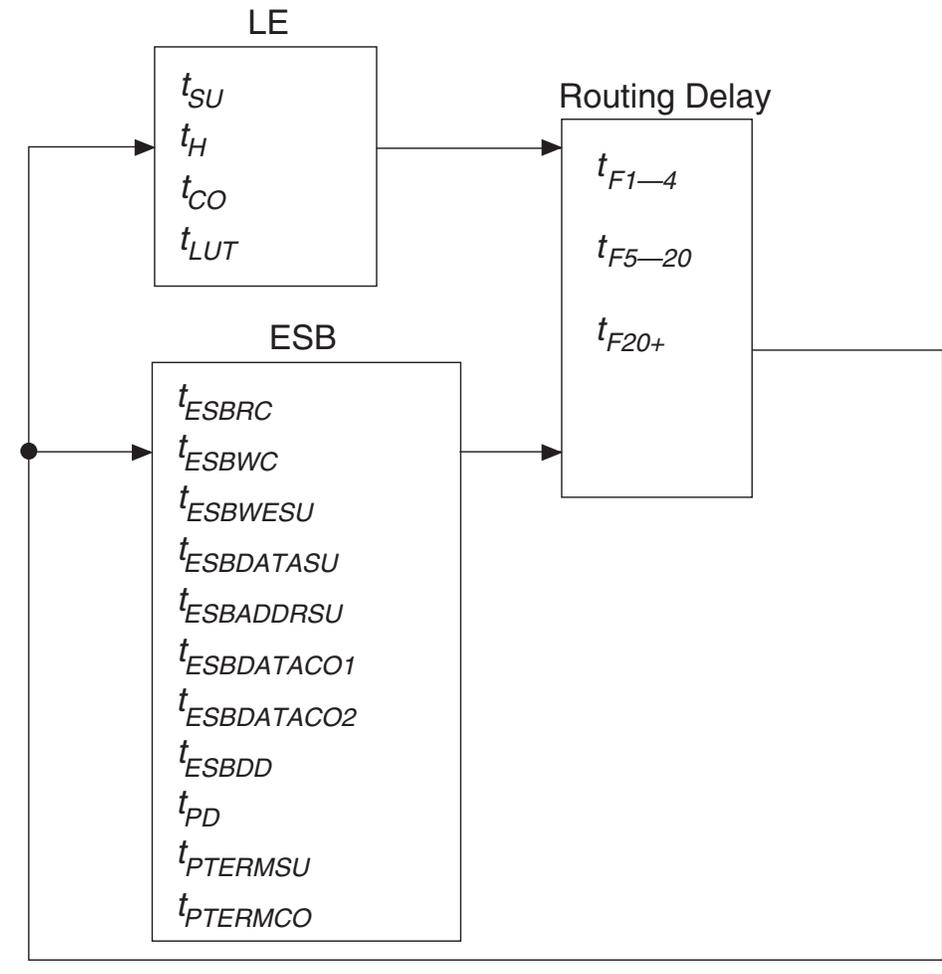 LE
tSU
tH
tCO
tLUT
Routing Delay
tF1—4
tF5—20
tF20+
ESB
tESBRC
tESBWC
tESBWESU
tESBDATASU
tESBADDRSU
tESBDATACO1
tESBDATACO2
tESBDD
tPD
tPTERMSU
tPTERMCO